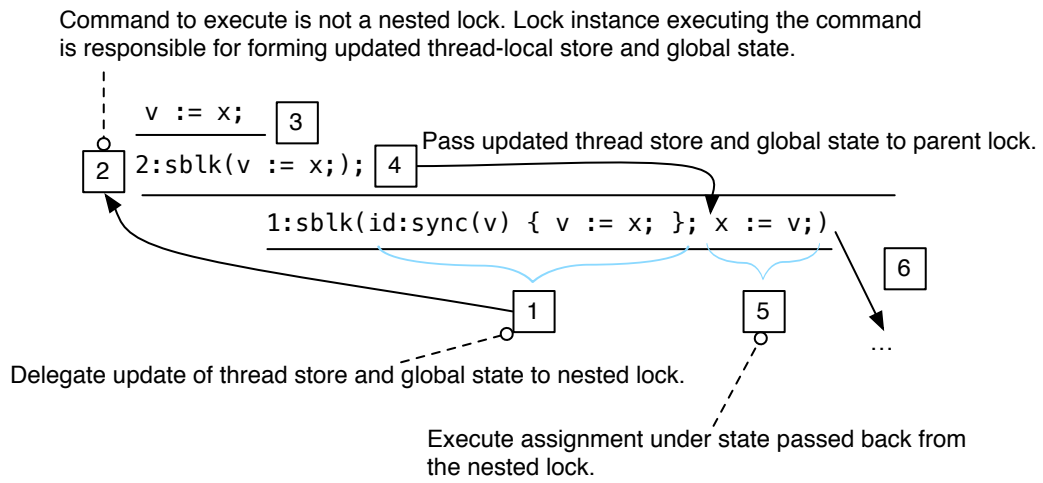 Command to execute is not a nested lock. Lock instance executing the command
is responsible for forming updated thread-local store and global state.
v := x;
3
Pass updated thread store and global state to parent lock.
2
2:sblk(v := x;);
4
1:sblk(id:sync(v) { v := x; }; x := v;)
6
1
5
...
Delegate update of thread store and global state to nested lock.
Execute assignment under state passed back from
the nested lock.